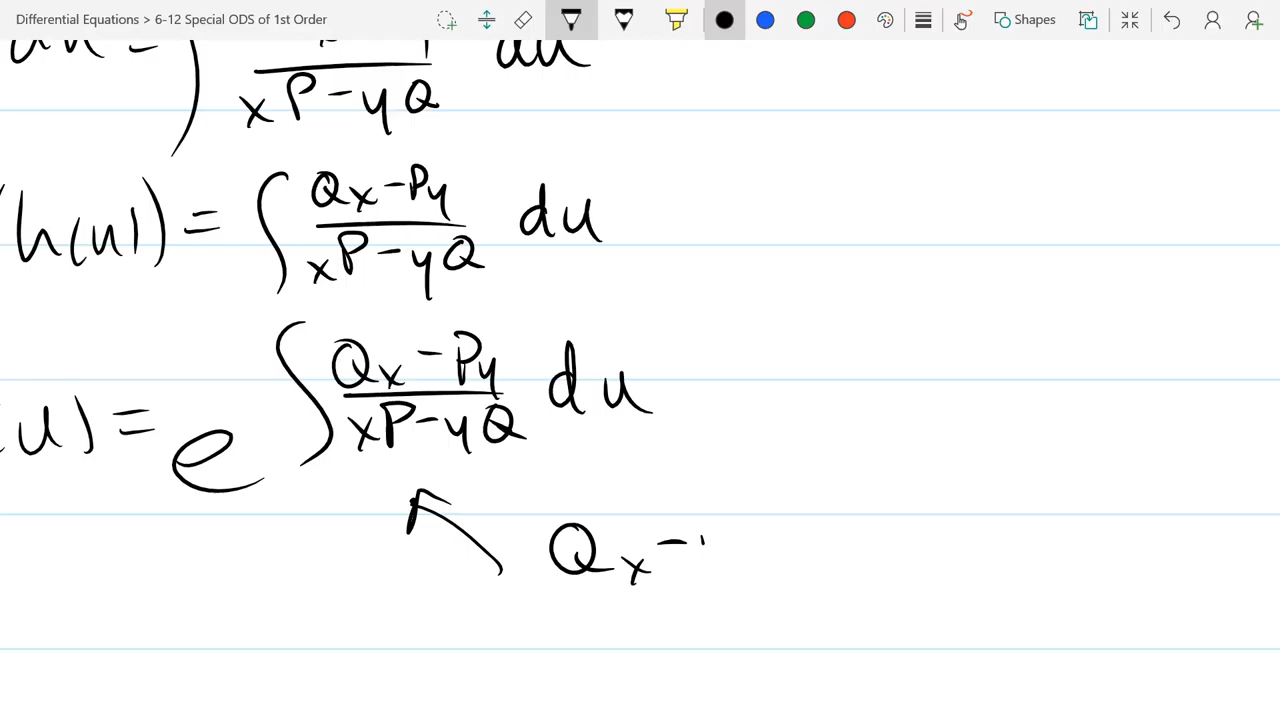 Differential Equations > 6-12 Special ODS of 1st Order
Shapes
xP-yQ du
(h(u)) = ∫ Qx-Py / xP-yQ du
(u) = e ∫ Qx-Py / xP-yQ du
Qx-